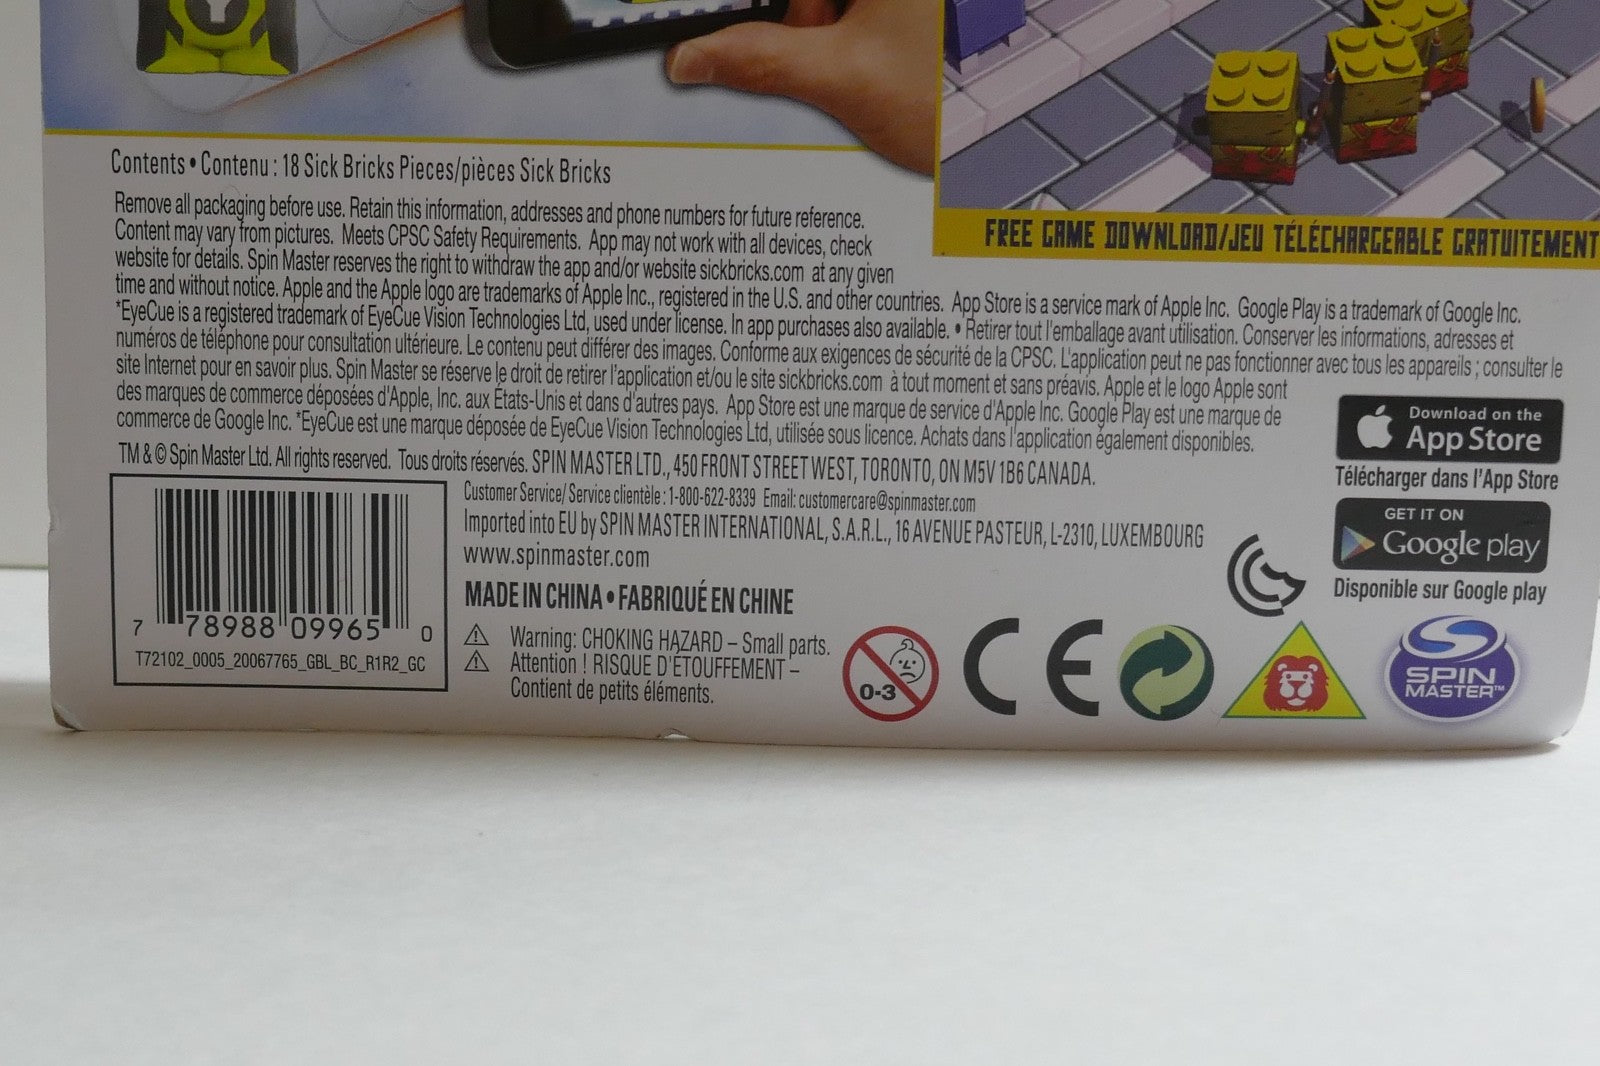 FREE GAME DOWNLOAD/JEU TÉLÉCHARGEABLE GRATUITEMENT
Contents • Contenu : 18 Sick Bricks Pieces/pièces Sick Bricks
Remove all packaging before use. Retain this information, addresses and phone numbers for future reference.
Content may vary from pictures. Meets CPSC Safety Requirements. App may not work with all devices, check
website for details. Spin Master reserves the right to withdraw the app and/or website sickbricks.com at any given
time and without notice. Apple and the Apple logo are trademarks of Apple Inc., registered in the U.S. and other countries. App Store is a service mark of Apple Inc. Google Play is a trademark of Google Inc.
*EyeCue is a registered trademark of EyeCue Vision Technologies Ltd, used under license. In app purchases also available. • Retirer tout l'emballage avant utilisation. Conserver les informations, adresses et
numéros de téléphone pour consultation ultérieure. Le contenu peut différer des images. Conforme aux exigences de sécurité de la CPSC. L'application peut ne pas fonctionner avec tous les appareils ; consulter le
site Internet pour en savoir plus. Spin Master se réserve le droit de retirer l'application et/ou le site sickbricks.com à tout moment et sans préavis. Apple et le logo Apple sont
des marques de commerce déposées d'Apple, Inc. aux États-Unis et dans d'autres pays. App Store est une marque de service d'Apple Inc. Google Play est une marque de
commerce de Google Inc. *EyeCue est une marque déposée de EyeCue Vision Technologies Ltd, utilisée sous licence. Achats dans l'application également disponibles.
TM & © Spin Master Ltd. All rights reserved. Tous droits réservés. SPIN MASTER LTD., 450 FRONT STREET WEST, TORONTO, ON M5V 1B6 CANADA.
Customer Service/ Service clientèle : 1-800-622-8339 Email: customercare@spinmaster.com
Imported into EU by SPIN MASTER INTERNATIONAL, S.A.R.L., 16 AVENUE PASTEUR, L-2310, LUXEMBOURG
www.spinmaster.com
MADE IN CHINA • FABRIQUÉ EN CHINE
Warning: CHOKING HAZARD – Small parts.
Attention ! RISQUE D'ÉTOUFFEMENT –
Contient de petits éléments.
7 78988 09965 0
T72102_0005_20067765_GBL_BC_R1R2_GC
Download on the
App Store
Télécharger dans l'App Store
GET IT ON
Google play
Disponible sur Google play
0-3
CE
SPIN
MASTER™